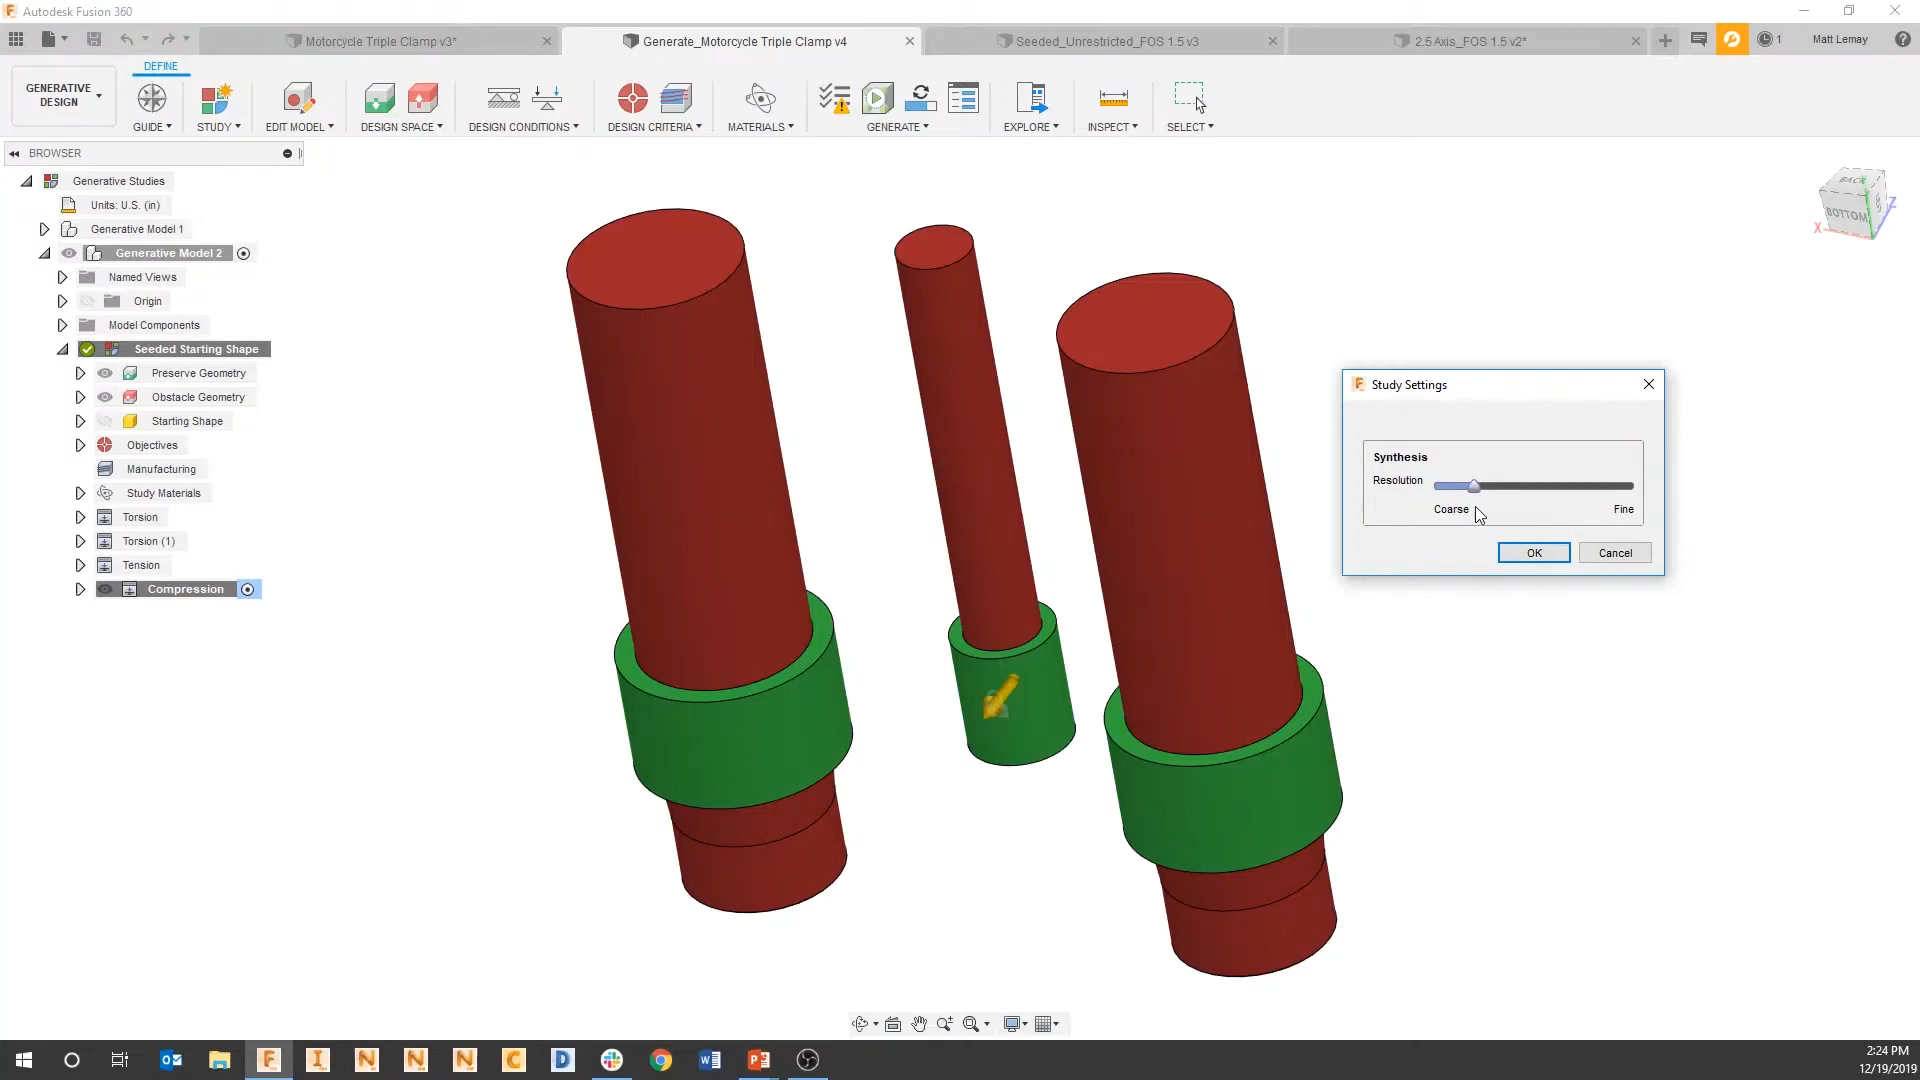 Autodesk Fusion 360
Motorcycle Triple Clamp v3*
Generate_Motorcycle Triple Clamp v4
Seeded_Unrestricted_FOS 1.5 v3
2.5 Axis_FOS 1.5 v2*
1
Matt Lemay
DEFINE
GENERATIVE
DESIGN
GUIDE
STUDY
EDIT MODEL
DESIGN SPACE
DESIGN CONDITIONS
DESIGN CRITERIA
MATERIALS
GENERATE
EXPLORE
INSPECT
SELECT
BROWSER
Generative Studies
Units: U.S. (in)
Generative Model 1
Generative Model 2
Named Views
Origin
Model Components
Seeded Starting Shape
Preserve Geometry
Obstacle Geometry
Starting Shape
Objectives
Manufacturing
Study Materials
Torsion
Torsion (1)
Tension
Compression
BACK
BOTTOM
X
Z
Study Settings
Synthesis
Resolution
Coarse
Fine
OK
Cancel
2:24 PM
12/19/2019